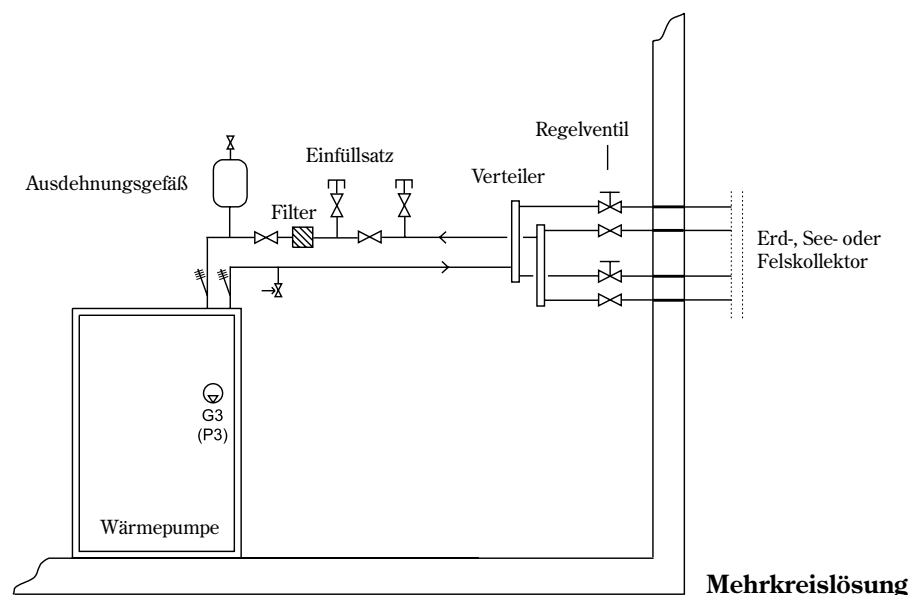 Regelventil
Einfüllsatz
Verteiler
Ausdehnungsgefäß
Filter
Erd-, See- oder
Felskollektor
G3
(P3)
Wärmepumpe
Mehrkreislösung